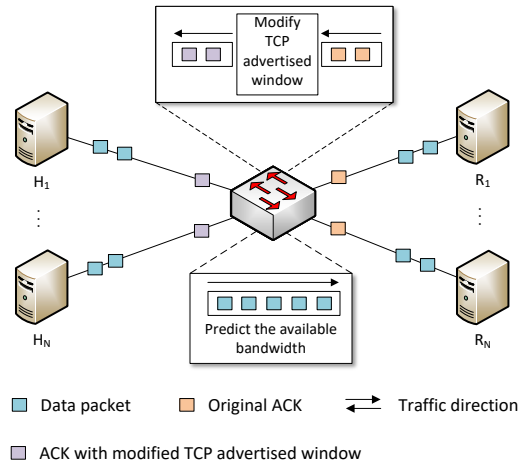 Modify
TCP
advertised
window
H1
R1
⋮
⋮
Predict the available
bandwidth
HN
RN
Data packet
Original ACK
Traffic direction
ACK with modified TCP advertised window